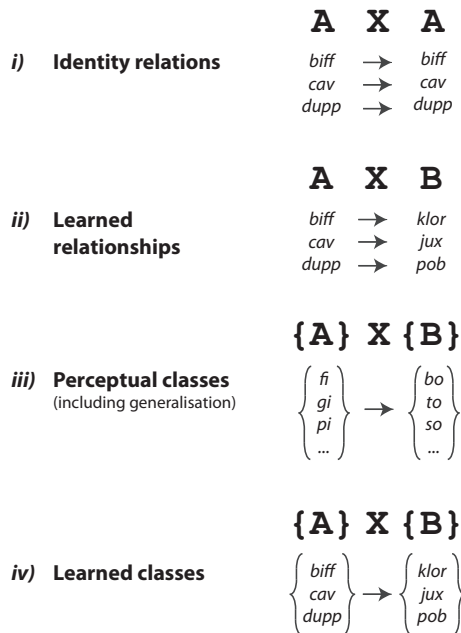 A X A
i) Identity relations
biff → biff
cav → cav
dupp → dupp
A X B
ii) Learned relationships
biff → klor
cav → jux
dupp → pob
{A} X {B}
iii) Perceptual classes
(including generalisation)
{ fi → { bo
gi to
pi so
... } ... }
{A} X {B}
iv) Learned classes
{ biff → { klor
cav jux
dupp } pob }